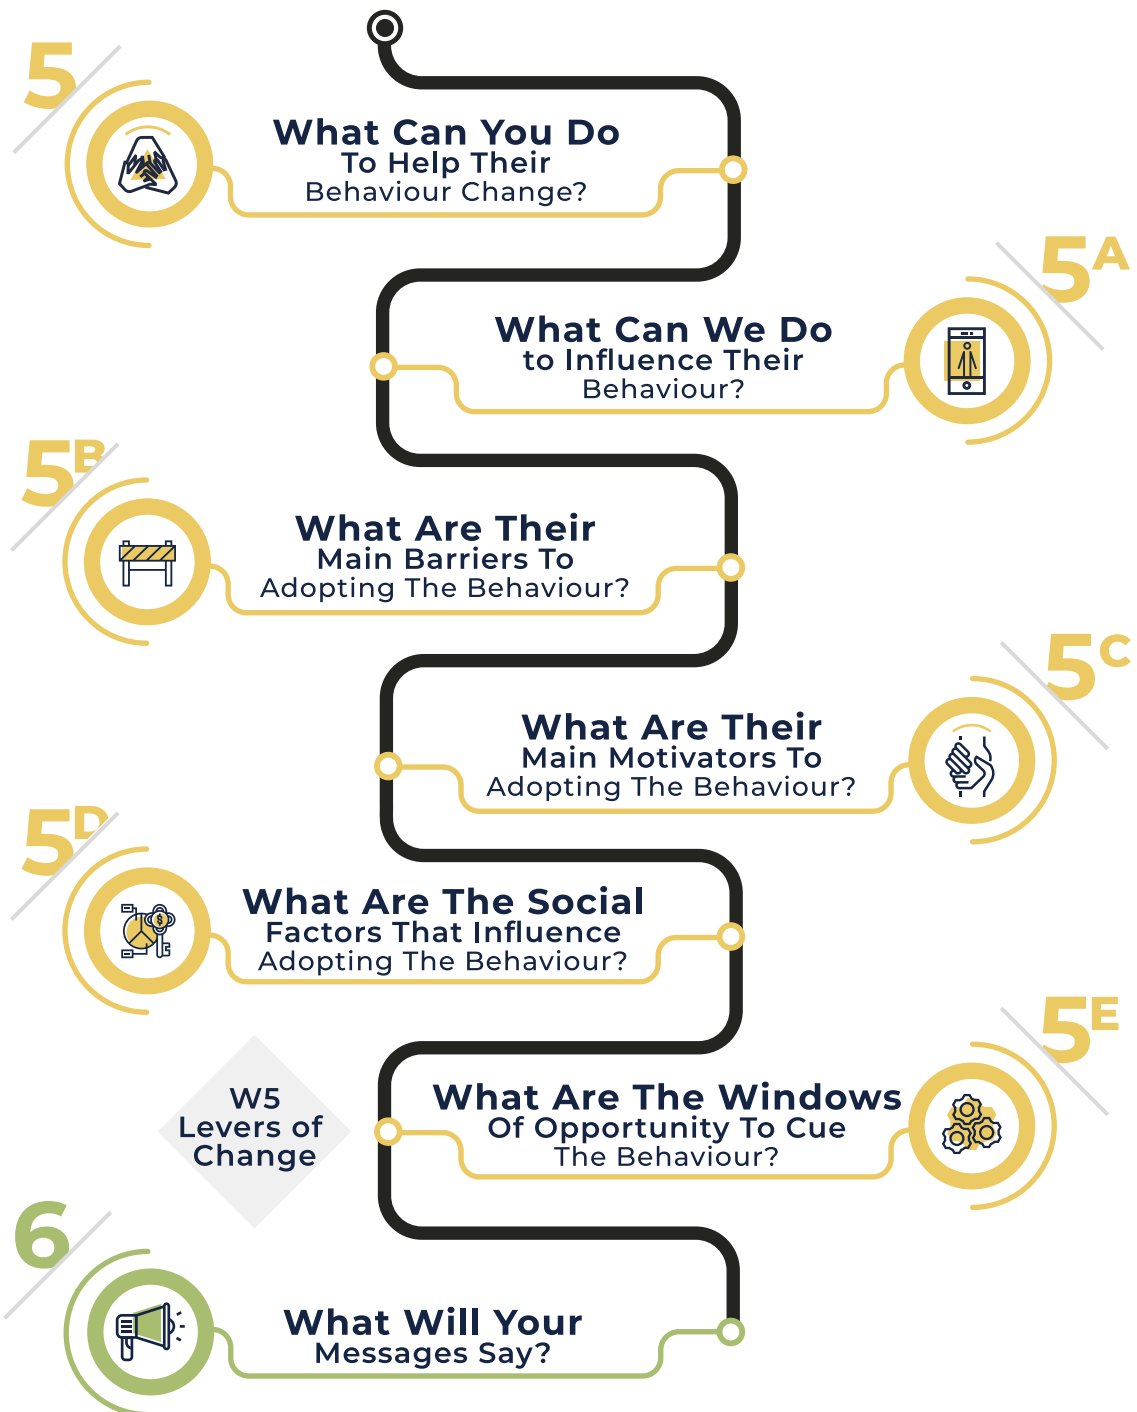 5
What Can You Do
To Help Their
Behaviour Change?
5A
What Can We Do
to Influence Their
Behaviour?
5B
What Are Their
Main Barriers To
Adopting The Behaviour?
5C
What Are Their
Main Motivators To
Adopting The Behaviour?
5D
What Are The Social
Factors That Influence
Adopting The Behaviour?
5E
What Are The Windows
Of Opportunity To Cue
The Behaviour?
W5
Levers of
Change
6
What Will Your
Messages Say?